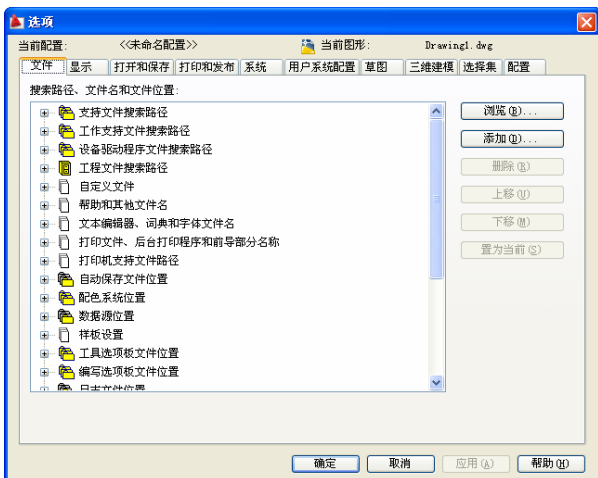 选项
当前配置: <<未命名配置>> 当前图形: Drawing1.dwg
文件 显示 打开和保存 打印和发布 系统 用户系统配置 草图 三维建模 选择集 配置
搜索路径、文件名和文件位置:
支持文件搜索路径
工作支持文件搜索路径
设备驱动程序文件搜索路径
工程文件搜索路径
自定义文件
帮助和其他文件名
文本编辑器、词典和字体文件名
打印文件、后台打印程序和前导部分名称
打印机支持文件路径
自动保存文件位置
配色系统位置
数据源位置
样板设置
工具选项板文件位置
编写选项板文件位置
日志文件位置
浏览(B)...
添加(D)...
删除(R)
上移(U)
下移(M)
置为当前(S)
确定 取消 应用(A) 帮助(H)